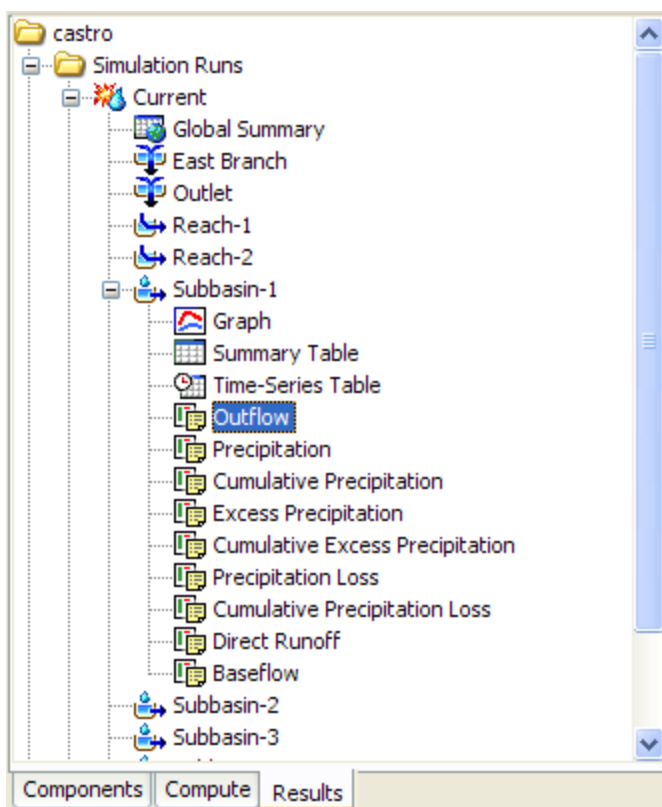 castro
Simulation Runs
Current
Global Summary
East Branch
Outlet
Reach-1
Reach-2
Subbasin-1
Graph
Summary Table
Time-Series Table
Outflow
Precipitation
Cumulative Precipitation
Excess Precipitation
Cumulative Excess Precipitation
Precipitation Loss
Cumulative Precipitation Loss
Direct Runoff
Baseflow
Subbasin-2
Subbasin-3
Components Compute Results